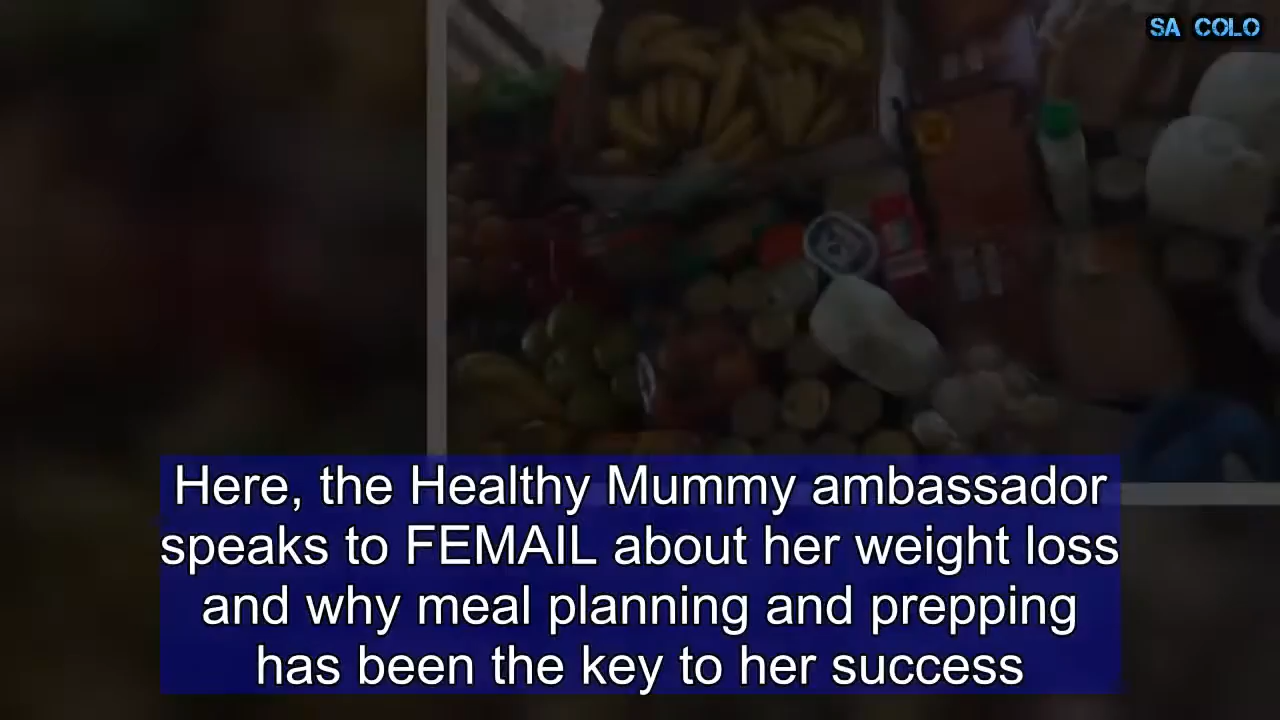 SA COLO
Here, the Healthy Mummy ambassador
speaks to FEMAIL about her weight loss
and why meal planning and prepping
has been the key to her success